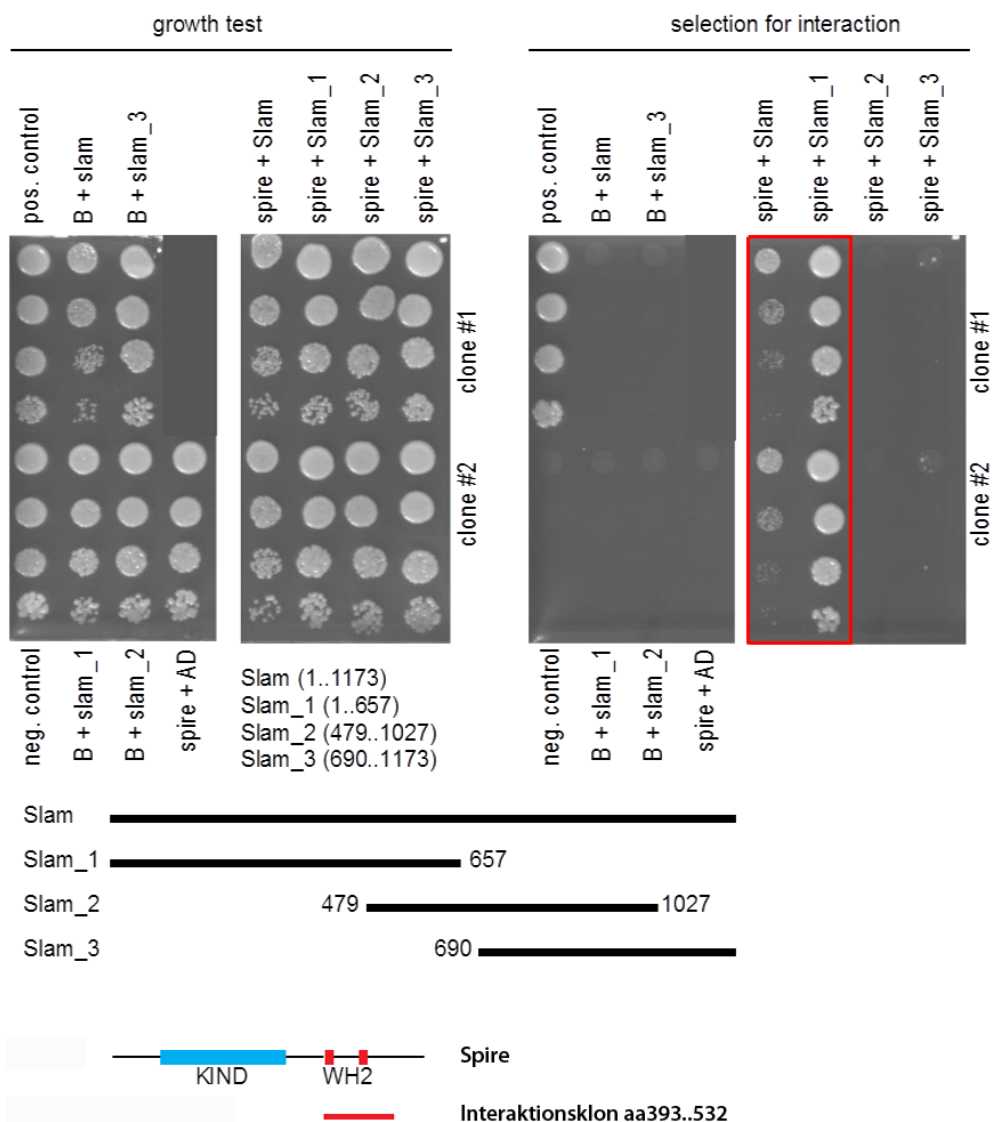 growth test
selection for interaction
pos. control
B + slam
B + slam_3
spire + Slam
spire + Slam_1
spire + Slam_2
spire + Slam_3
pos. control
B + slam
B + slam_3
spire + Slam
spire + Slam_1
spire + Slam_2
spire + Slam_3
clone #1
clone #2
clone #1
clone #2
neg. control
B + slam_1
B + slam_2
spire + AD
Slam (1..1173)
Slam_1 (1..657)
Slam_2 (479..1027)
Slam_3 (690..1173)
neg. control
B + slam_1
B + slam_2
spire + AD
Slam
Slam_1 657
Slam_2 479 1027
Slam_3 690
Spire
KIND WH2
Interaktionsklon aa393..532